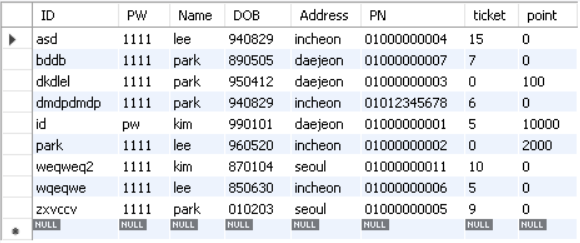 ID PW Name DOB Address PN ticket point
asd 1111 lee 940829 incheon 01000000004 15 0
bddb 1111 park 890505 daejeon 01000000007 7 0
dkdlel 1111 park 950412 daejeon 01000000003 0 100
dmdpdmdp 1111 park 940829 incheon 01012345678 6 0
id pw kim 990101 daejeon 01000000001 5 10000
park 1111 lee 960520 incheon 01000000002 0 2000
weqweq2 1111 kim 870104 seoul 01000000011 10 0
wqeqwe 1111 lee 850630 incheon 01000000006 5 0
zxvccv 1111 park 010203 seoul 01000000005 9 0
NULL NULL NULL NULL NULL NULL NULL NULL